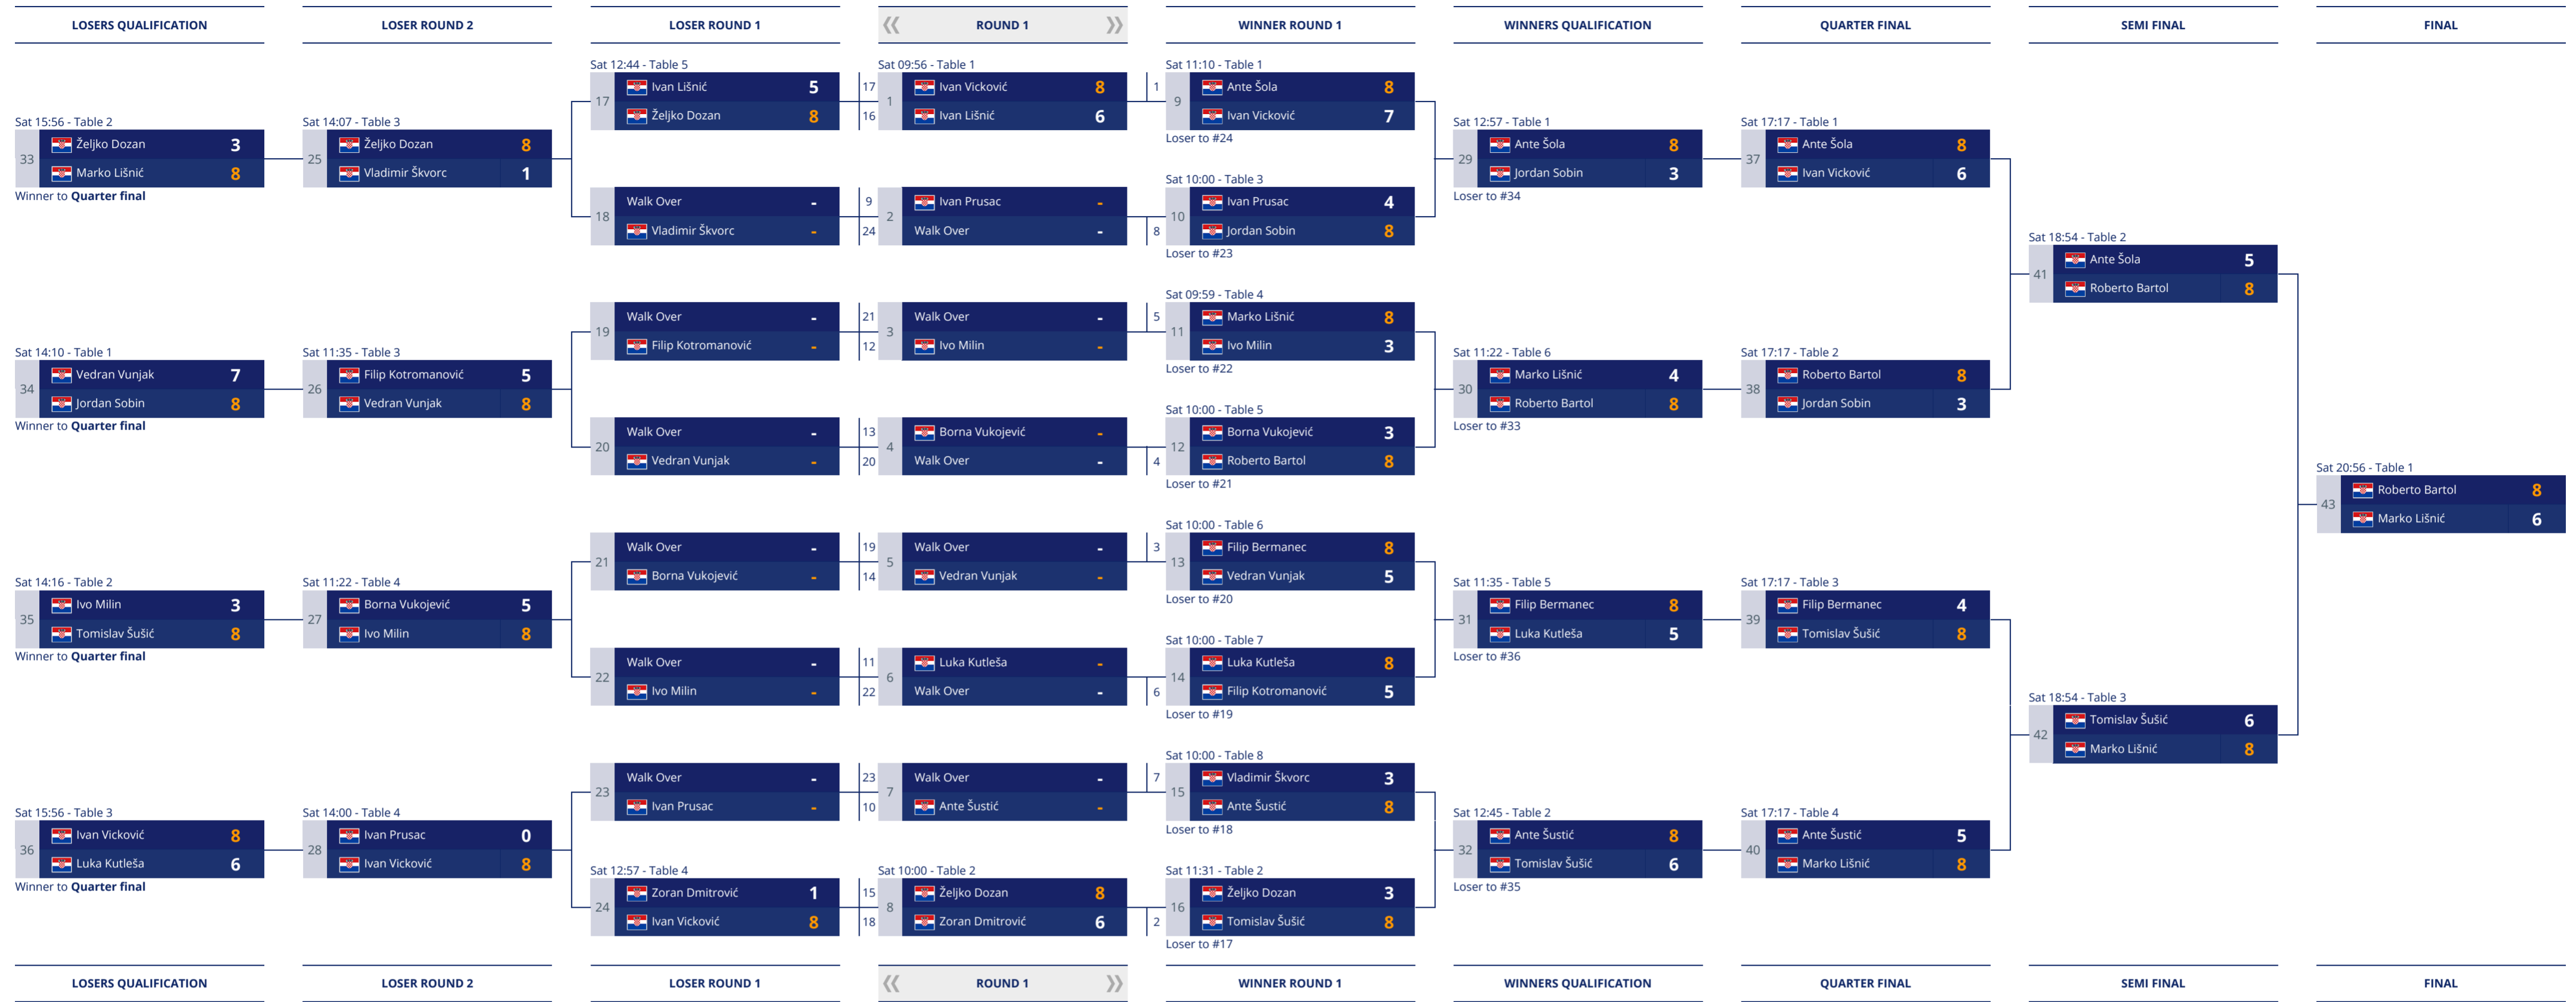 LOSERS QUALIFICATION
LOSER ROUND 2
LOSER ROUND 1
ROUND 1
WINNER ROUND 1
WINNERS QUALIFICATION
QUARTER FINAL
SEMI FINAL
FINAL
Sat 15:56 - Table 2
33
Željko Dozan 3
Marko Lišnić 8
Winner to Quarter final
Sat 14:10 - Table 1
34
Vedran Vunjak 7
Jordan Sobin 8
Winner to Quarter final
Sat 14:16 - Table 2
35
Ivo Milin 3
Tomislav Šušić 8
Winner to Quarter final
Sat 15:56 - Table 3
36
Ivan Vicković 8
Luka Kutleša 6
Winner to Quarter final
Sat 14:07 - Table 3
25
Željko Dozan 8
Vladimir Škvorc 1
Sat 11:35 - Table 3
26
Filip Kotromanović 5
Vedran Vunjak 8
Sat 11:22 - Table 4
27
Borna Vukojević 5
Ivo Milin 8
Sat 14:00 - Table 4
28
Ivan Prusac 0
Ivan Vicković 8
Sat 12:44 - Table 5
17
Ivan Lišnić 5
Željko Dozan 8
18
Walk Over -
Vladimir Škvorc -
19
Walk Over -
Filip Kotromanović -
20
Walk Over -
Vedran Vunjak -
21
Walk Over -
Borna Vukojević -
22
Walk Over -
Ivo Milin -
23
Walk Over -
Ivan Prusac -
Sat 12:57 - Table 4
24
Zoran Dmitrović 1
Ivan Vicković 8
Sat 09:56 - Table 1
17
16
1
Ivan Vicković 8
Ivan Lišnić 6
1
9
24
2
Ivan Prusac -
Walk Over -
8
21
12
3
Walk Over -
Ivo Milin -
5
13
20
4
Borna Vukojević -
Walk Over -
4
19
14
5
Walk Over -
Vedran Vunjak -
3
11
22
6
Luka Kutleša -
Walk Over -
6
23
10
7
Walk Over -
Ante Šustić -
7
Sat 10:00 - Table 2
15
18
8
Željko Dozan 8
Zoran Dmitrović 6
2
Sat 11:10 - Table 1
9
Ante Šola 8
Ivan Vicković 7
Loser to #24
Sat 10:00 - Table 3
10
Ivan Prusac 4
Jordan Sobin 8
Loser to #23
Sat 09:59 - Table 4
11
Marko Lišnić 8
Ivo Milin 3
Loser to #22
Sat 10:00 - Table 5
12
Borna Vukojević 3
Roberto Bartol 8
Loser to #21
Sat 10:00 - Table 6
13
Filip Bermanec 8
Vedran Vunjak 5
Loser to #20
Sat 10:00 - Table 7
14
Luka Kutleša 8
Filip Kotromanović 5
Loser to #19
Sat 10:00 - Table 8
15
Vladimir Škvorc 3
Ante Šustić 8
Loser to #18
Sat 11:31 - Table 2
16
Željko Dozan 3
Tomislav Šušić 8
Loser to #17
Sat 12:57 - Table 1
29
Ante Šola 8
Jordan Sobin 3
Loser to #34
Sat 11:22 - Table 6
30
Marko Lišnić 4
Roberto Bartol 8
Loser to #33
Sat 11:35 - Table 5
31
Filip Bermanec 8
Luka Kutleša 5
Loser to #36
Sat 12:45 - Table 2
32
Ante Šustić 8
Tomislav Šušić 6
Loser to #35
Sat 17:17 - Table 1
37
Ante Šola 8
Ivan Vicković 6
Sat 17:17 - Table 2
38
Roberto Bartol 8
Jordan Sobin 3
Sat 17:17 - Table 3
39
Filip Bermanec 4
Tomislav Šušić 8
Sat 17:17 - Table 4
40
Ante Šustić 5
Marko Lišnić 8
Sat 18:54 - Table 2
41
Ante Šola 5
Roberto Bartol 8
Sat 18:54 - Table 3
42
Tomislav Šušić 6
Marko Lišnić 8
Sat 20:56 - Table 1
43
Roberto Bartol 8
Marko Lišnić 6
LOSERS QUALIFICATION
LOSER ROUND 2
LOSER ROUND 1
ROUND 1
WINNER ROUND 1
WINNERS QUALIFICATION
QUARTER FINAL
SEMI FINAL
FINAL